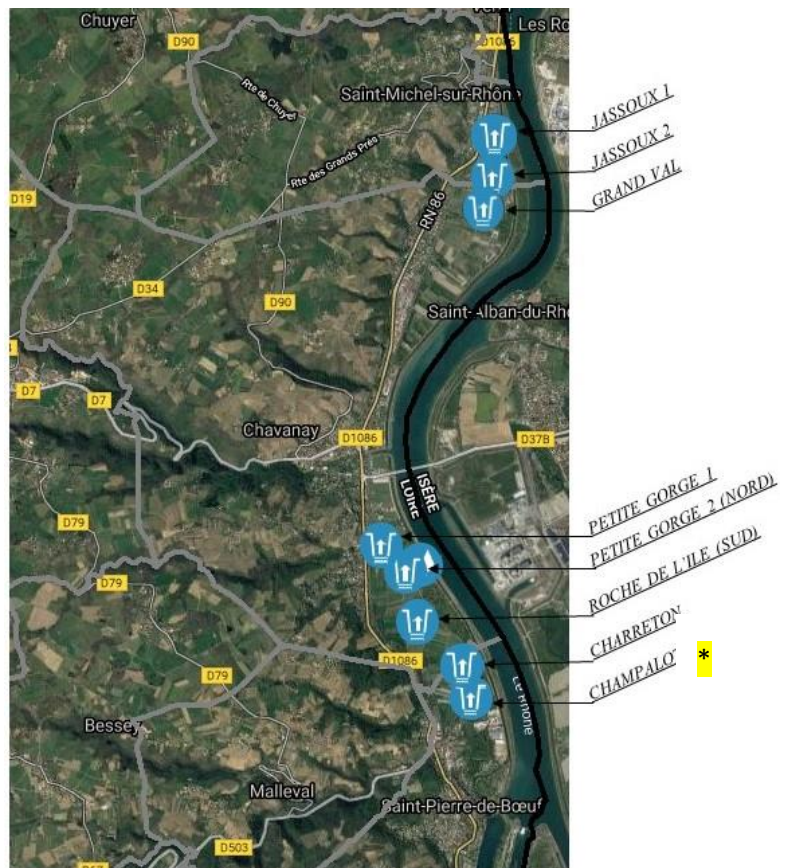 Chuyer
D90
D1086
Les Ro
Saint-Michel-sur-Rhône
Rte de Chuyer
Rte des Grands Prés
JASSOUX 1
JASSOUX 2
GRAND VAL
D19
RN 86
D34
D90
Saint-Alban-du-Rh
D7
D7
Chavanay
D1086
D37B
ISÈRE
LOIRE
PETITE GORGE 1
PETITE GORGE 2 (NORD)
ROCHE DE L'ILE (SUD)
CHARRETON
CHAMPALO *
D79
D79
D79
D1086
Le Rhône
Bessey
Malleval
Saint-Pierre-de-Bœuf
D503